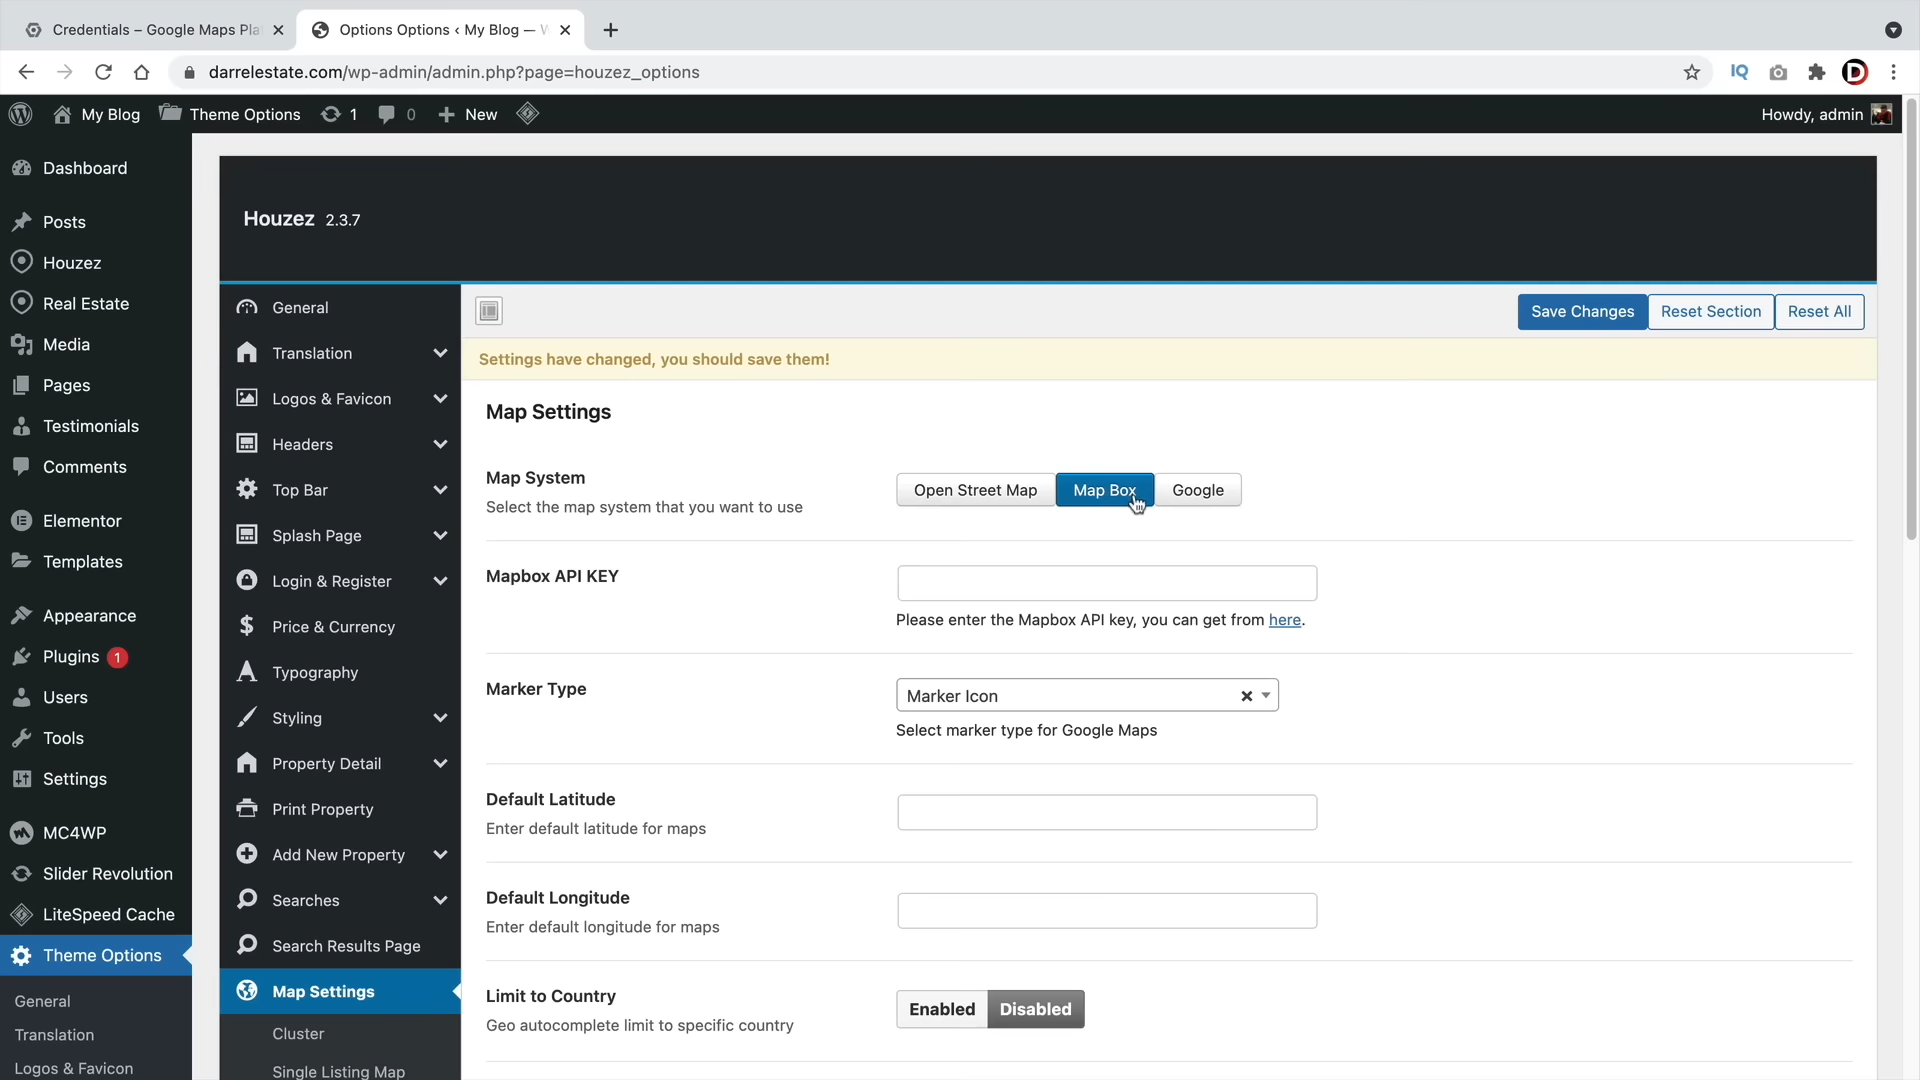 Credentials – Google Maps Pla
Options Options ‹ My Blog — W
darrelestate.com/wp-admin/admin.php?page=houzez_options
IQ
My Blog
Theme Options
1
0
New
Howdy, admin
Dashboard
Posts
Houzez
Real Estate
Media
Pages
Testimonials
Comments
Elementor
Templates
Appearance
Plugins 1
Users
Tools
Settings
MC4WP
Slider Revolution
LiteSpeed Cache
Theme Options
General
Translation
Logos & Favicon
Houzez 2.3.7
General
Translation
Logos & Favicon
Headers
Top Bar
Splash Page
Login & Register
Price & Currency
Typography
Styling
Property Detail
Print Property
Add New Property
Searches
Search Results Page
Map Settings
Cluster
Single Listing Map
Save Changes
Reset Section
Reset All
Settings have changed, you should save them!
Map Settings
Map System
Select the map system that you want to use
Open Street Map
Map Box
Google
Mapbox API KEY
Please enter the Mapbox API key, you can get from here.
Marker Type
Marker Icon
Select marker type for Google Maps
Default Latitude
Enter default latitude for maps
Default Longitude
Enter default longitude for maps
Limit to Country
Geo autocomplete limit to specific country
Enabled
Disabled